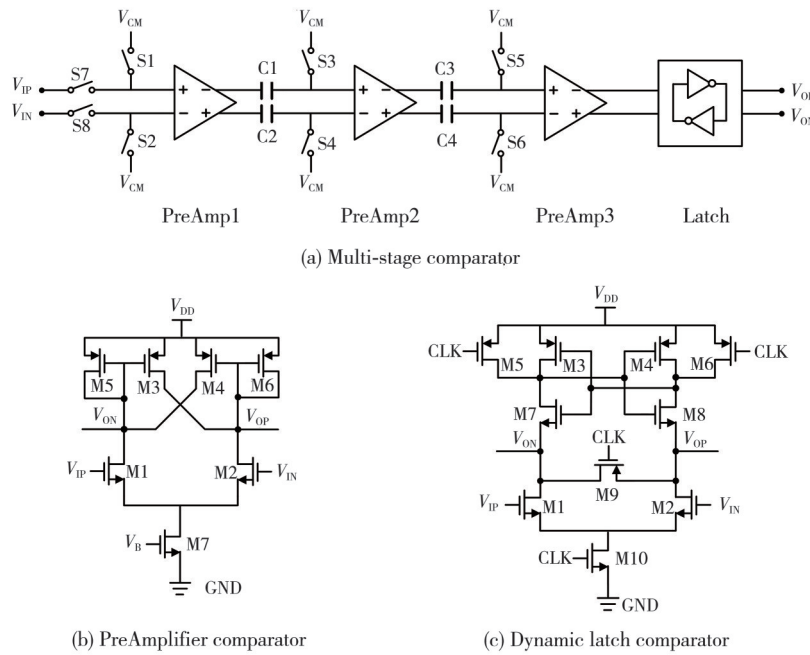 V_CM V_CM V_CM
S1 S3 S5
V_IP S7 + − C1 + − C3 + − V_OP
V_IN S8 − + C2 − + C4 − + V_ON
S2 S4 S6
V_CM V_CM V_CM
PreAmp1 PreAmp2 PreAmp3 Latch
(a) Multi-stage comparator
V_DD
M5 M3 M4 M6
V_ON V_OP
V_IP M1 M2 V_IN
V_B M7
GND
(b) PreAmplifier comparator
V_DD
CLK M5 M3 M4 M6 CLK
M7 M8
V_ON CLK V_OP
M9
V_IP M1 M2 V_IN
CLK M10
GND
(c) Dynamic latch comparator